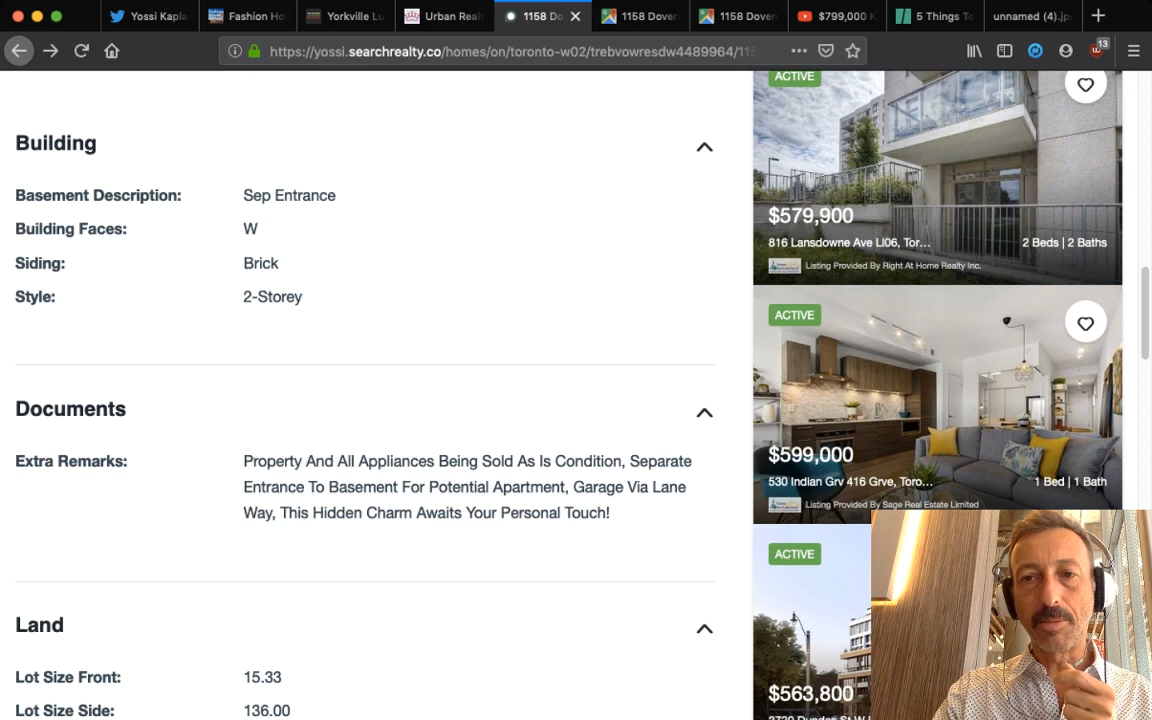 Yossi Kapla
Fashion Ho
Yorkville Lu
Urban Real
1158 Do
1158 Dover
1158 Dover
$799,000 K
5 Things To
unnamed (4).jp
https://yossi.searchrealty.co/homes/on/toronto-w02/trebvowresdw4489964/115
13
Building
Basement Description: Sep Entrance
Building Faces: W
Siding: Brick
Style: 2-Storey
Documents
Extra Remarks: Property And All Appliances Being Sold As Is Condition, Separate
Entrance To Basement For Potential Apartment, Garage Via Lane
Way, This Hidden Charm Awaits Your Personal Touch!
Land
Lot Size Front: 15.33
Lot Size Side: 136.00
ACTIVE
$579,900
816 Lansdowne Ave Ll06, Tor... 2 Beds | 2 Baths
Listing Provided By Right At Home Realty Inc.
ACTIVE
$599,000
530 Indian Grv 416 Grve, Toro... 1 Bed | 1 Bath
Listing Provided By Sage Real Estate Limited
ACTIVE
$563,800
2720 Dundas St W